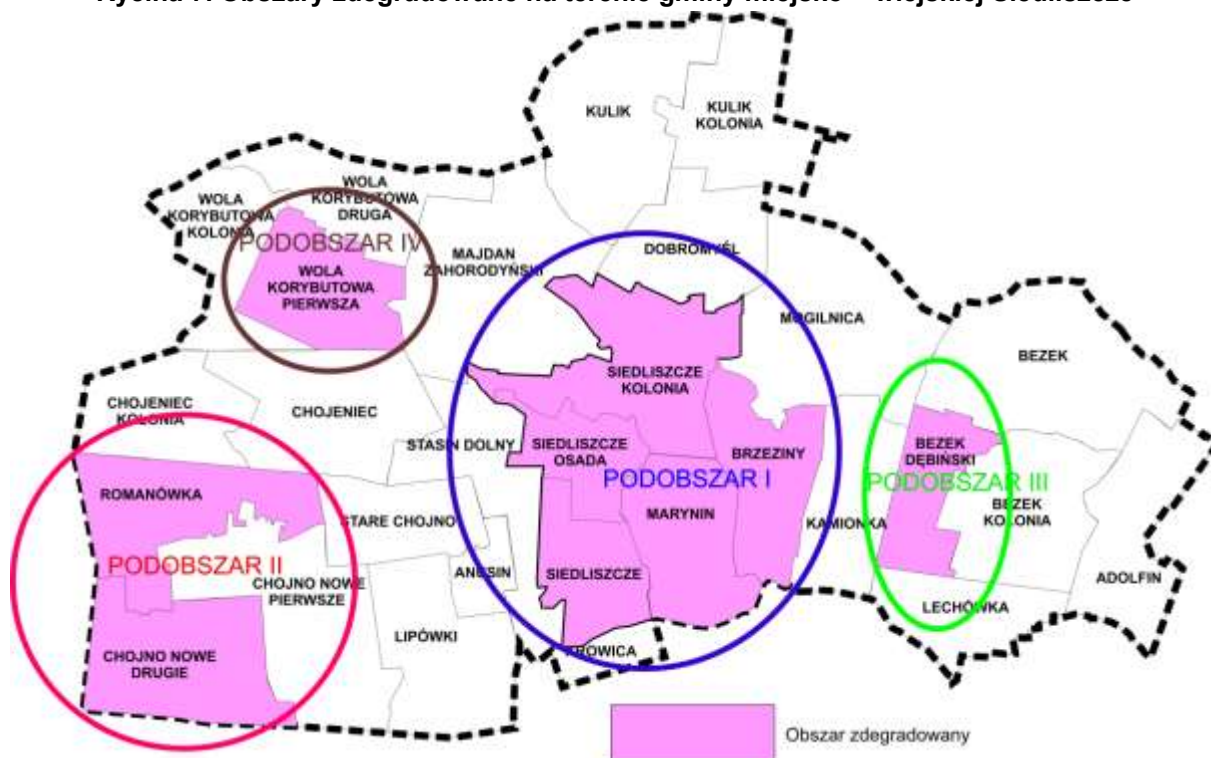 Rycina Obszary zdegradowane na terenie gminy miejsko – wiejskiej Siedliszcze
KULIK
KULIK
KOLONIA
WOLA
KORYBUTOWA
DRUGA
WOLA
KORYBUTOWA
KOLONIA
PODOBSZAR IV
WOLA
KORYBUTOWA
PIERWSZA
MAJDAN
ZAHORODYŃSKI
DOBROMYŚL
MOGILNICA
BEZEK
SIEDLISZCZE
KOLONIA
CHOJENIEC
KOLONIA
CHOJENIEC
STASIN DOLNY
SIEDLISZCZE
OSADA
BRZEZINY
BEZEK
DĘBIŃSKI
PODOBSZAR I
PODOBSZAR III
ROMANÓWKA
STARE CHOJNO
MARYNIN
KAMIONKA
BEZEK
KOLONIA
PODOBSZAR II
CHOJNO NOWE
PIERWSZE
ANUSIN
SIEDLISZCZE
ADOLFIN
LECHÓWKA
LIPÓWKI
CHOJNO NOWE
DRUGIE
Obszar zdegradowany